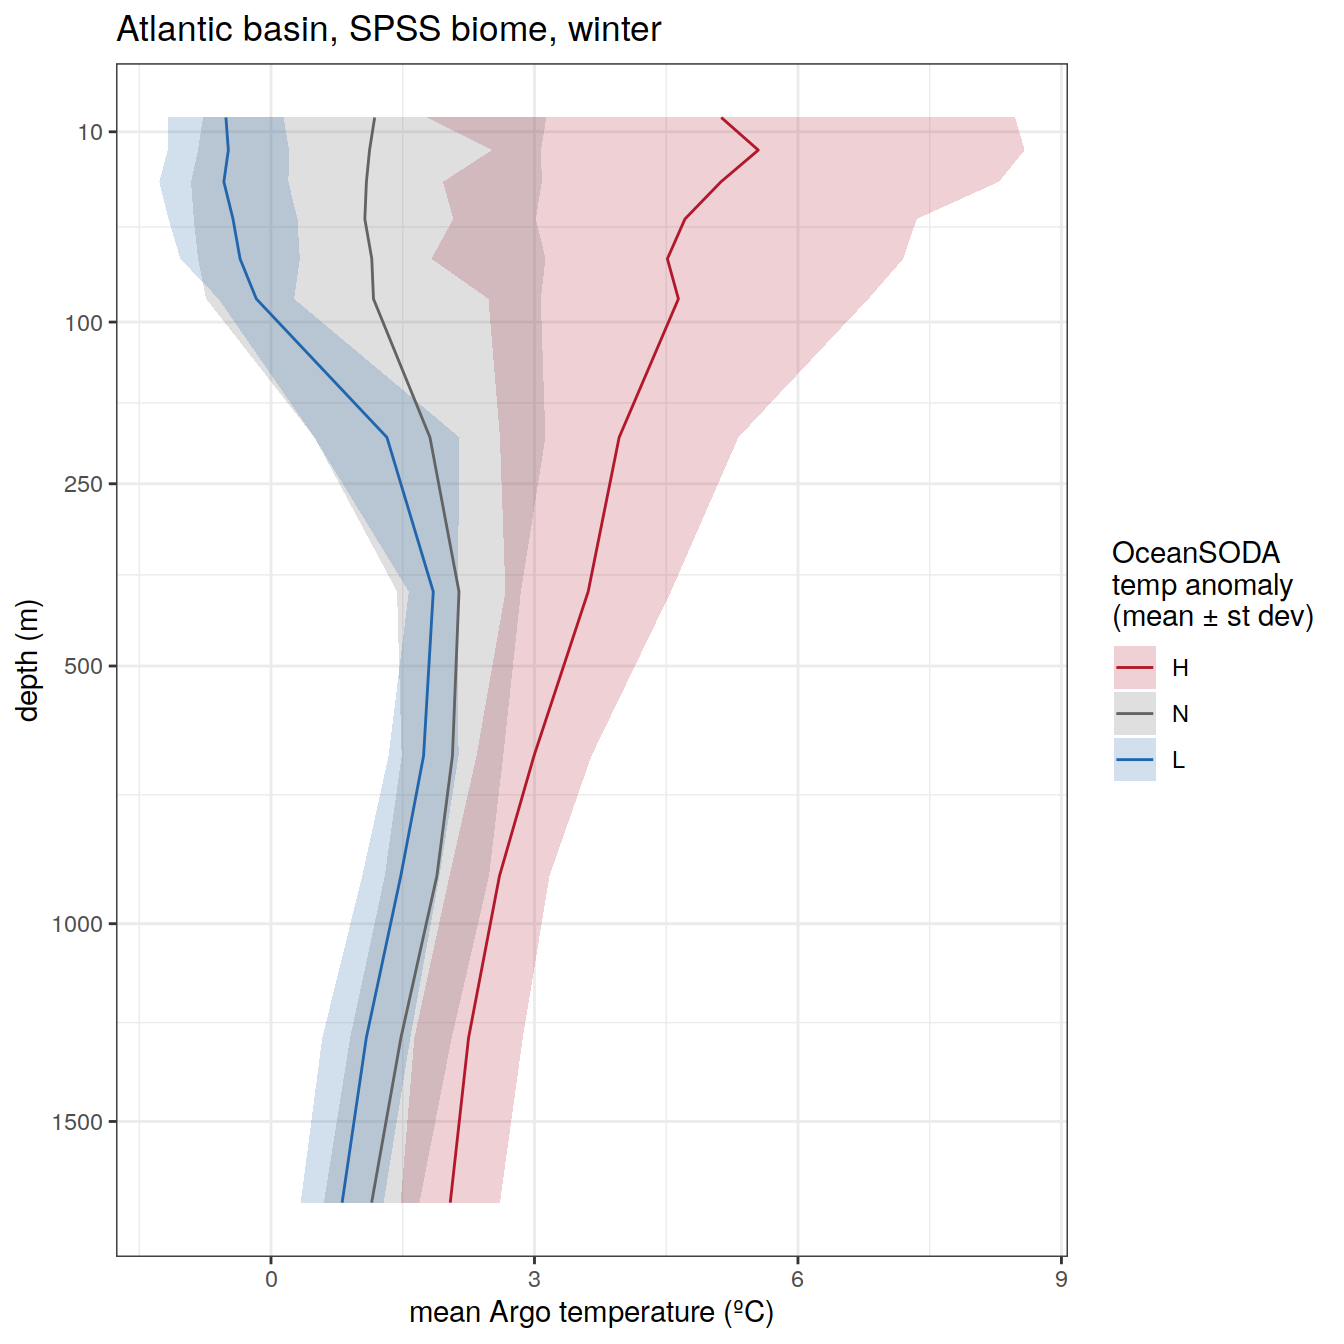 Atlantic basin, SPSS biome, winter
10
100
250
500
1000
1500
depth (m)
0 3 6 9
mean Argo temperature (ºC)
OceanSODA
temp anomaly
(mean ± st dev)
H
N
L